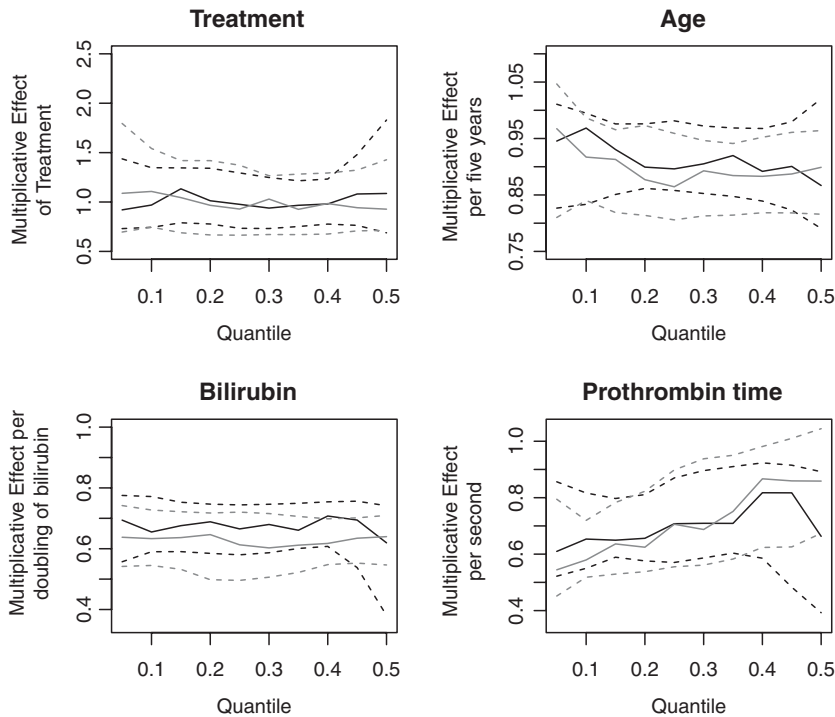 Treatment
Multiplicative Effect
of Treatment
2.5
2.0
1.5
1.0
0.5
0.1 0.2 0.3 0.4 0.5
Quantile
Age
Multiplicative Effect
per five years
1.05
0.95
0.85
0.75
0.1 0.2 0.3 0.4 0.5
Quantile
Bilirubin
Multiplicative Effect per
doubling of bilirubin
1.0
0.8
0.6
0.4
0.1 0.2 0.3 0.4 0.5
Quantile
Prothrombin time
Multiplicative Effect
per second
1.0
0.8
0.6
0.4
0.1 0.2 0.3 0.4 0.5
Quantile